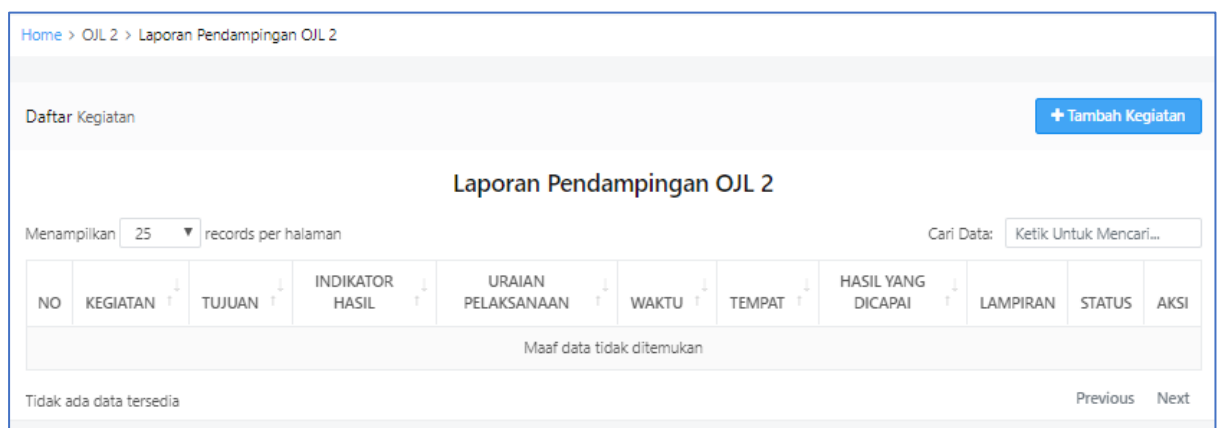 Home > OJL 2 > Laporan Pendampingan OJL 2
Daftar Kegiatan
+ Tambah Kegiatan
Laporan Pendampingan OJL 2
Menampilkan 25 records per halaman
Cari Data: Ketik Untuk Mencari...
NO KEGIATAN TUJUAN INDIKATOR HASIL URAIAN PELAKSANAAN WAKTU TEMPAT HASIL YANG DICAPAI LAMPIRAN STATUS AKSI
Maaf data tidak ditemukan
Tidak ada data tersedia
Previous Next